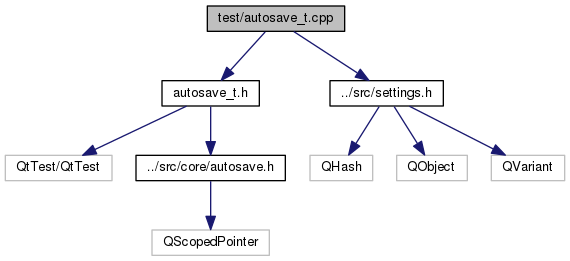 test/autosave_t.cpp
autosave_t.h
../src/settings.h
QtTest/QtTest
../src/core/autosave.h
QHash
QObject
QVariant
QScopedPointer